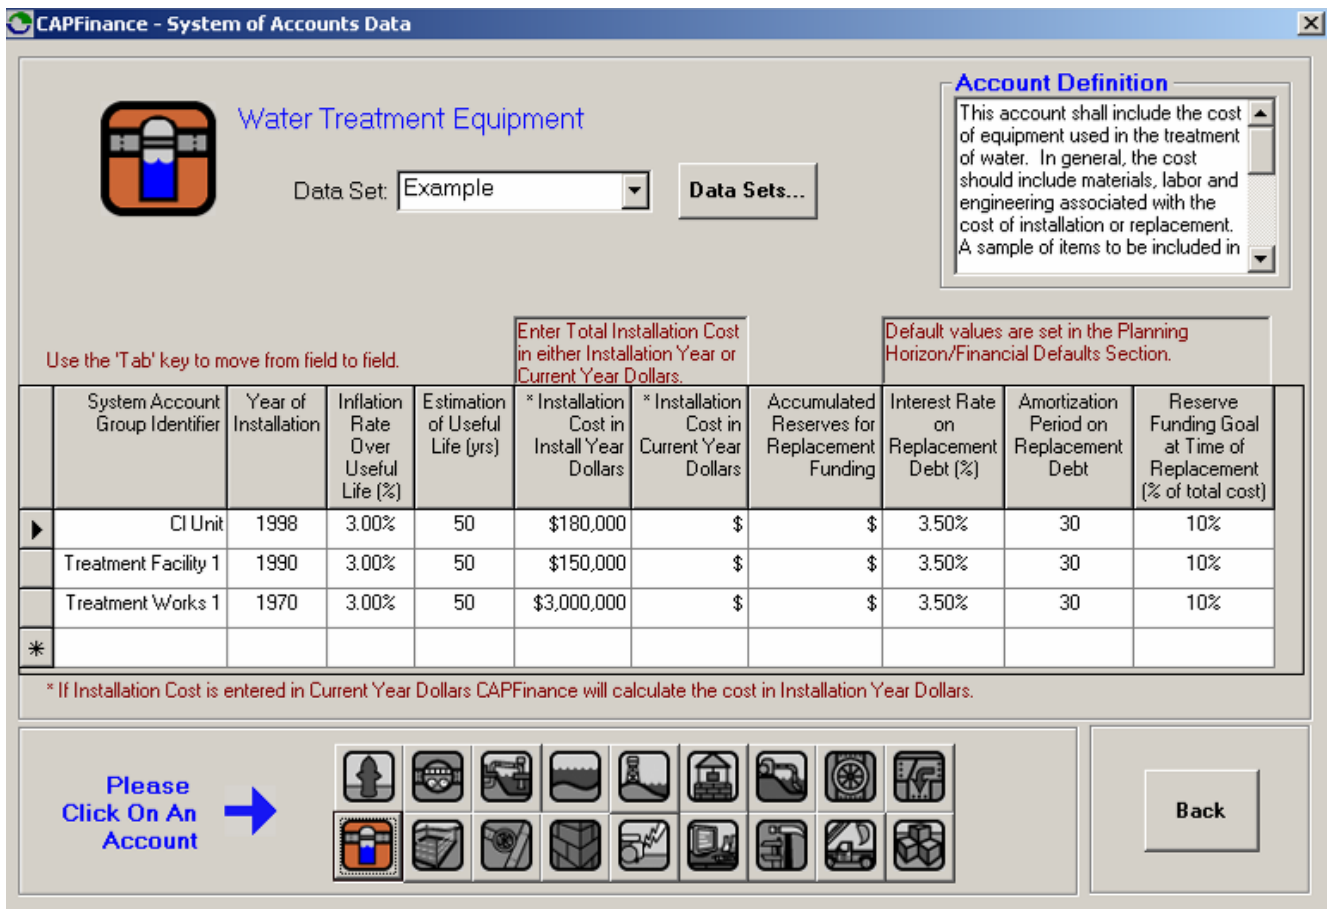 CAPFinance - System of Accounts Data
Water Treatment Equipment
Data Set: Example
Data Sets...
Account Definition
This account shall include the cost
of equipment used in the treatment
of water. In general, the cost
should include materials, labor and
engineering associated with the
cost of installation or replacement.
A sample of items to be included in
Use the 'Tab' key to move from field to field.
Enter Total Installation Cost
in either Installation Year or
Current Year Dollars.
Default values are set in the Planning
Horizon/Financial Defaults Section.
System Account
Group Identifier
Year of
Installation
Inflation
Rate
Over
Useful
Life (%)
Estimation
of Useful
Life (yrs)
* Installation
Cost in
Install Year
Dollars
* Installation
Cost in
Current Year
Dollars
Accumulated
Reserves for
Replacement
Funding
Interest Rate
on
Replacement
Debt (%)
Amortization
Period on
Replacement
Debt
Reserve
Funding Goal
at Time of
Replacement
(% of total cost)
Cl Unit 1998 3.00% 50 $180,000 $ $ 3.50% 30 10%
Treatment Facility 1 1990 3.00% 50 $150,000 $ $ 3.50% 30 10%
Treatment Works 1 1970 3.00% 50 $3,000,000 $ $ 3.50% 30 10%
* If Installation Cost is entered in Current Year Dollars CAPFinance will calculate the cost in Installation Year Dollars.
Please
Click On An
Account
Back